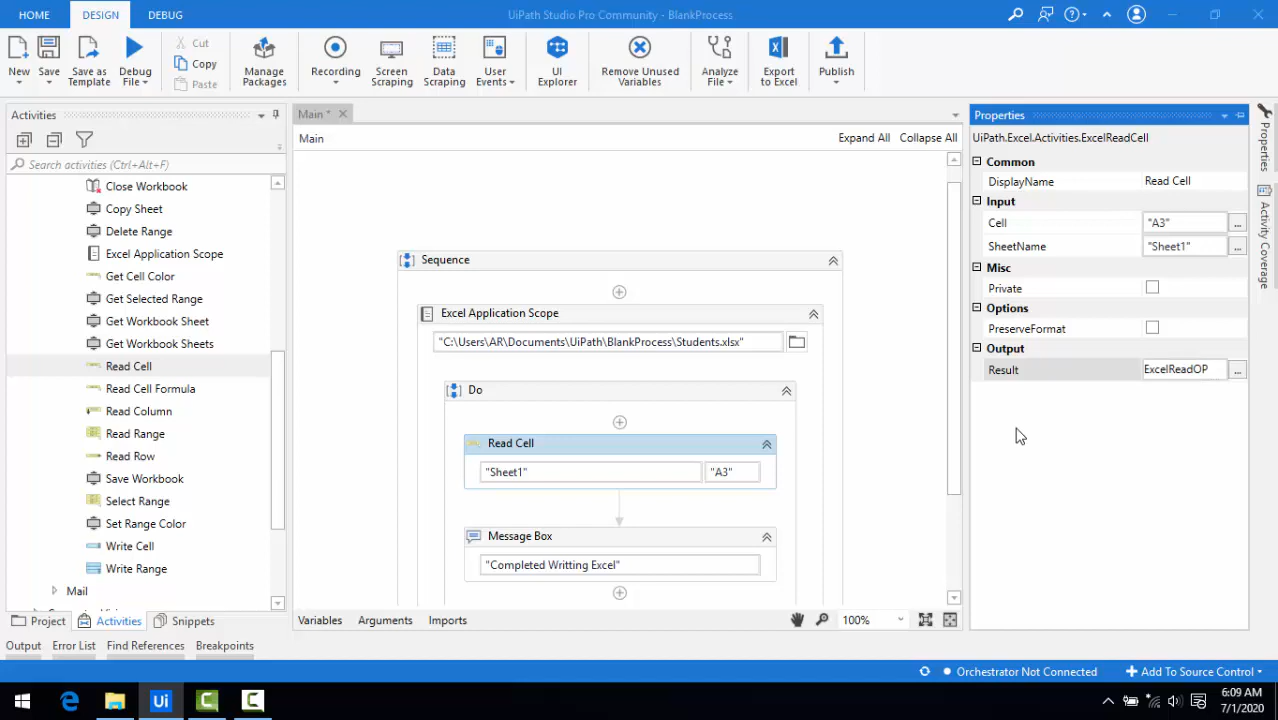 HOME
DESIGN
DEBUG
UiPath Studio Pro Community - BlankProcess
New
Save
Save as Template
Debug File
Cut
Copy
Paste
Manage Packages
Recording
Screen Scraping
Data Scraping
User Events
UI Explorer
Remove Unused Variables
Analyze File
Export to Excel
Publish
Activities
Search activities (Ctrl+Alt+F)
Close Workbook
Copy Sheet
Delete Range
Excel Application Scope
Get Cell Color
Get Selected Range
Get Workbook Sheet
Get Workbook Sheets
Read Cell
Read Cell Formula
Read Column
Read Range
Read Row
Save Workbook
Select Range
Set Range Color
Write Cell
Write Range
Mail
Project
Activities
Snippets
Main *
Main
Expand All
Collapse All
Sequence
Excel Application Scope
"C:\Users\AR\Documents\UiPath\BlankProcess\Students.xlsx"
Do
Read Cell
"Sheet1"
"A3"
Message Box
"Completed Writting Excel"
Variables
Arguments
Imports
100%
Properties
UiPath.Excel.Activities.ExcelReadCell
Common
DisplayName
Read Cell
Input
Cell
"A3"
...
SheetName
"Sheet1"
...
Misc
Private
Options
PreserveFormat
Output
Result
ExcelReadOP
...
Properties
Activity Coverage
Output
Error List
Find References
Breakpoints
Orchestrator Not Connected
Add To Source Control
Ui
6:09 AM
7/1/2020